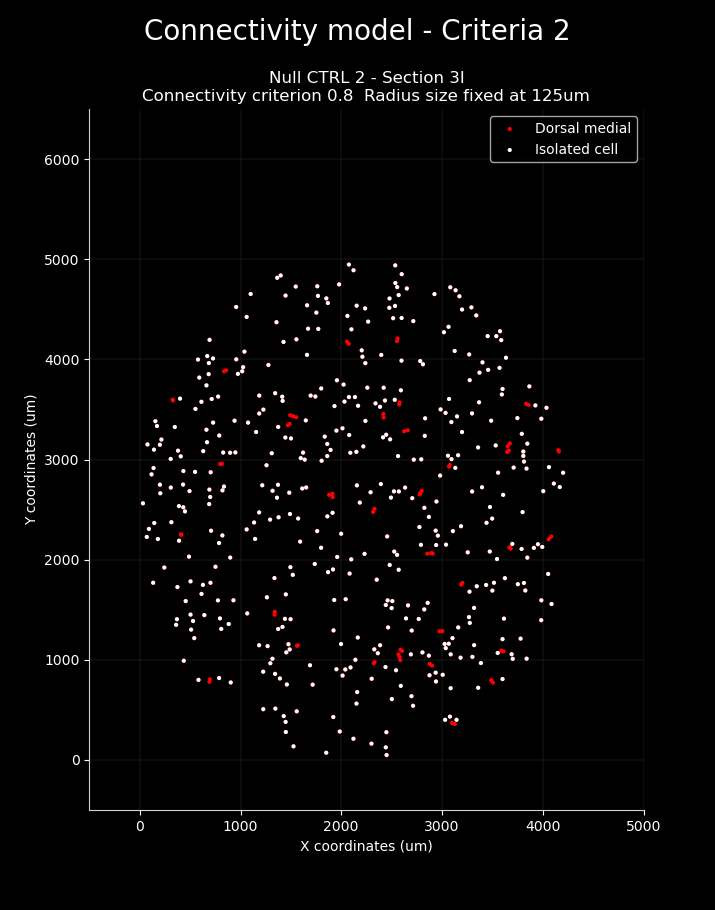 Connectivity model - Criteria 2
Null CTRL 2 - Section 3l
Connectivity criterion 0.8  Radius size fixed at 125um
Dorsal medial
Isolated cell
6000
5000
4000
3000
2000
1000
0
Y coordinates (um)
0 1000 2000 3000 4000 5000
X coordinates (um)